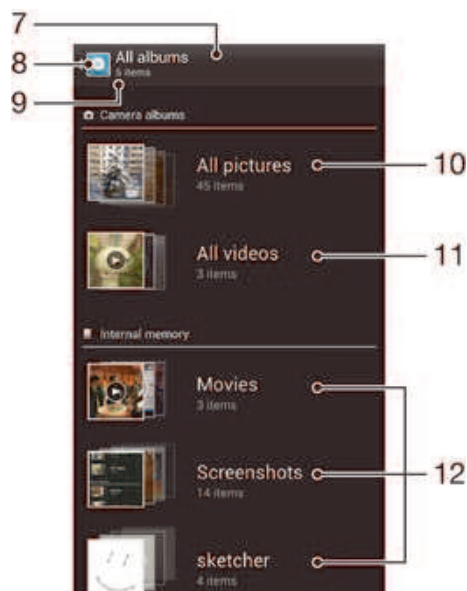 7
8
All albums
5 items
9
Camera albums
All pictures
45 items
10
All videos
3 items
11
Internal memory
Movies
3 items
Screenshots
14 items
12
sketcher
4 items